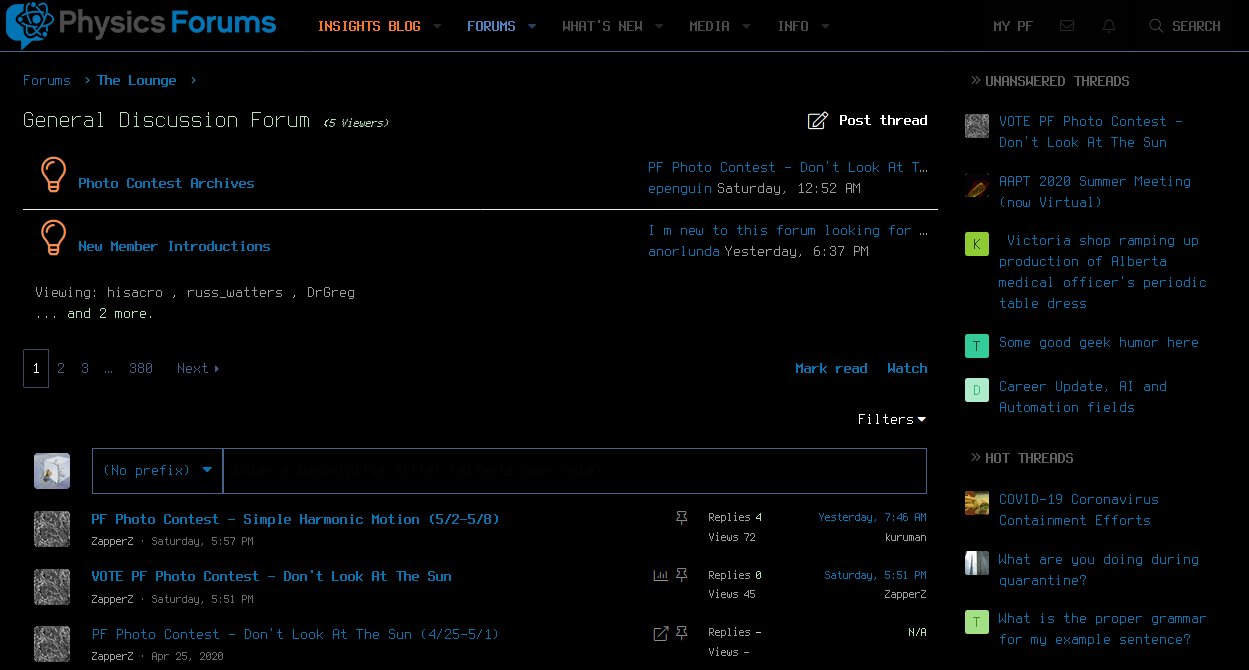 Physics Forums INSIGHTS BLOG FORUMS WHAT'S NEW MEDIA INFO MY PF SEARCH
Forums > The Lounge >
General Discussion Forum (5 Viewers)
Post thread
Photo Contest Archives
PF Photo Contest - Don't Look At T…
epenguin Saturday, 12:52 AM
New Member Introductions
I m new to this forum looking for …
anorlunda Yesterday, 6:37 PM
Viewing: hisacro , russ_watters , DrGreg
... and 2 more.
1 2 3 … 380 Next
Mark read Watch
Filters
(No prefix)
PF Photo Contest - Simple Harmonic Motion (5/2-5/8)
ZapperZ · Saturday, 5:57 PM
Replies 4
Views 72
Yesterday, 7:46 AM
kuruman
VOTE PF Photo Contest - Don't Look At The Sun
ZapperZ · Saturday, 5:51 PM
Replies 0
Views 45
Saturday, 5:51 PM
ZapperZ
PF Photo Contest - Don't Look At The Sun (4/25-5/1)
ZapperZ · Apr 25, 2020
Replies -
Views -
N/A
UNANSWERED THREADS
VOTE PF Photo Contest -
Don't Look At The Sun
AAPT 2020 Summer Meeting
(now Virtual)
K
Victoria shop ramping up
production of Alberta
medical officer's periodic
table dress
T
Some good geek humor here
D
Career Update, AI and
Automation fields
HOT THREADS
COVID-19 Coronavirus
Containment Efforts
What are you doing during
quarantine?
T
What is the proper grammar
for my example sentence?